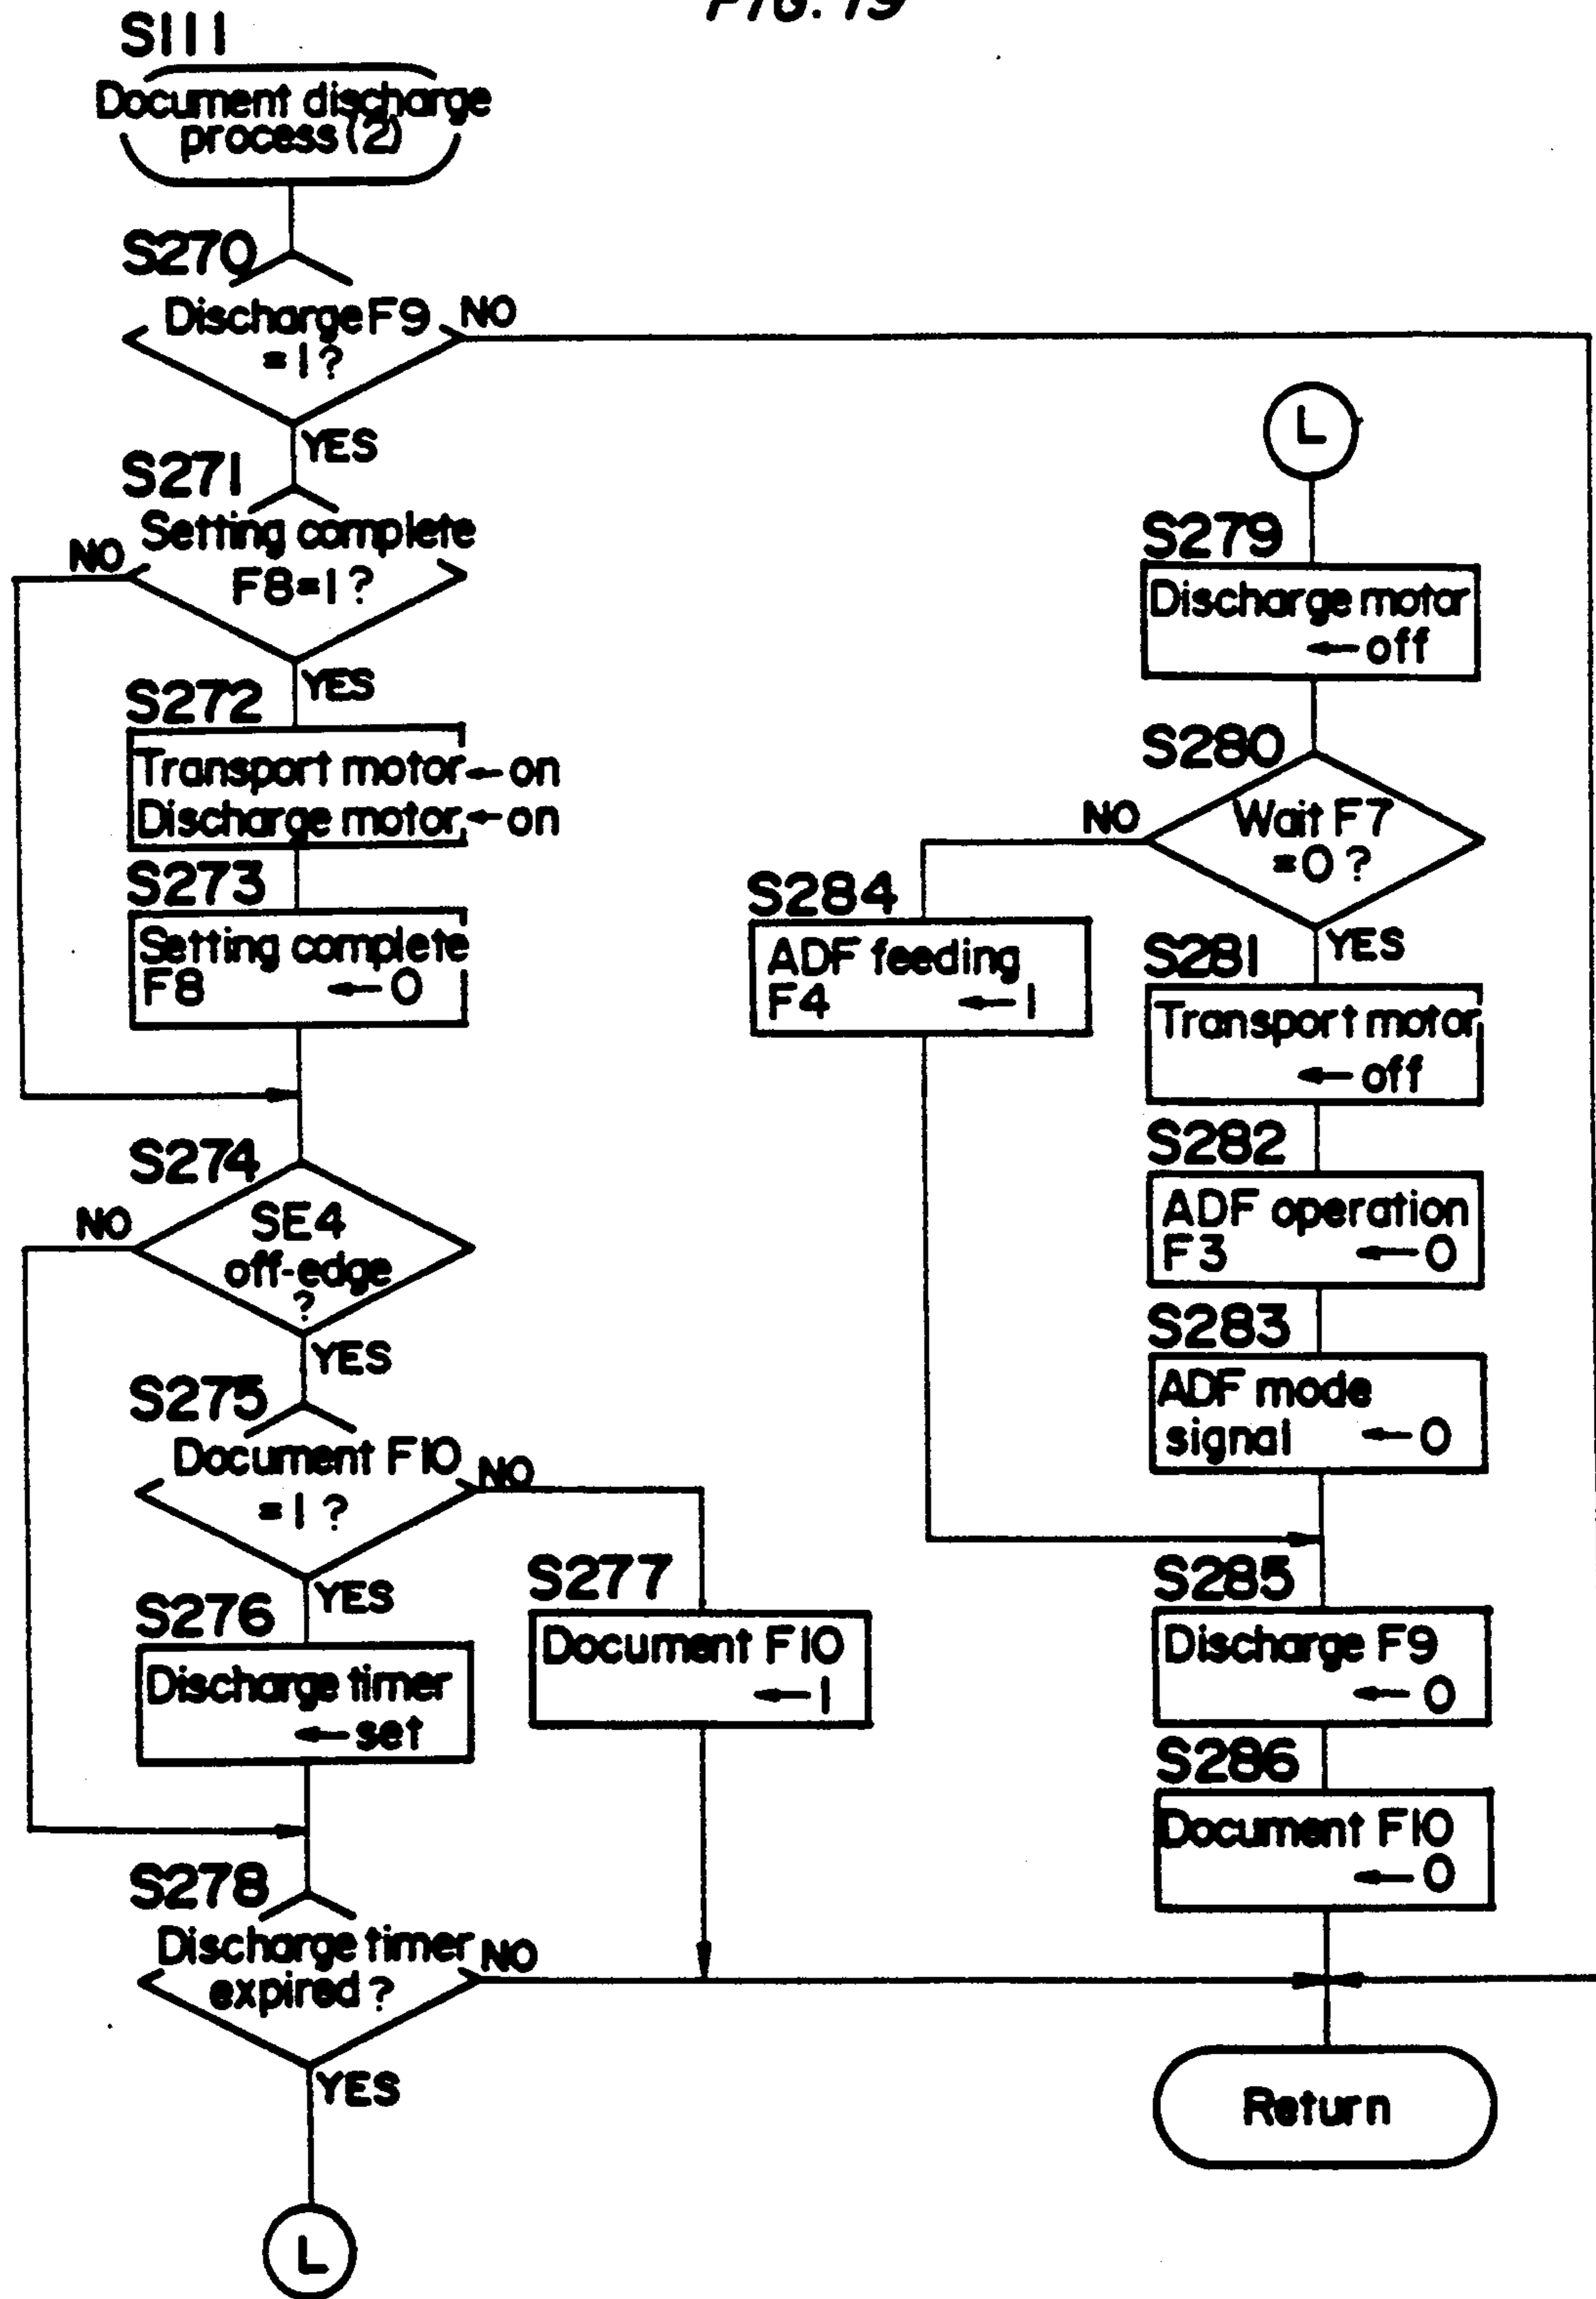 FIG. 19
S111
Document discharge
process (2)
S270
Discharge F9
=1?
NO
YES
S271
Setting complete
F8=1?
NO
YES
S272
Transport motor←on
Discharge motor←on
S273
Setting complete
F8 ←0
S274
SE4
off-edge
?
NO
YES
S275
Document F10
=1?
NO
YES
S276
Discharge timer
←set
S277
Document F10
←1
S278
Discharge timer
expired?
NO
YES
L
L
S279
Discharge motor
←off
S280
Wait F7
=0?
NO
YES
S284
ADF feeding
F4 ←1
S281
Transport motor
←off
S282
ADF operation
F3 ←0
S283
ADF mode
signal ←0
S285
Discharge F9
←0
S286
Document F10
←0
Return